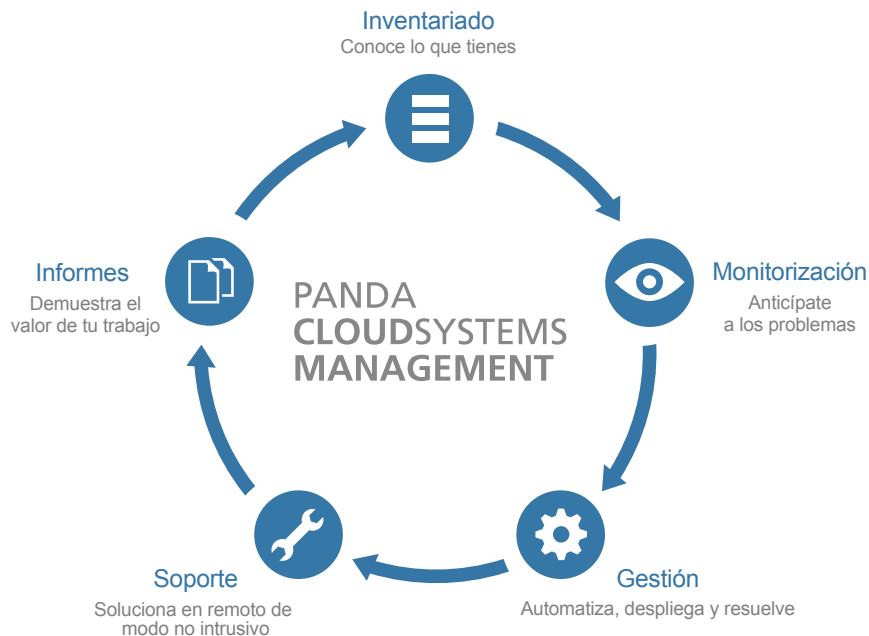 Inventariado
Conoce lo que tienes
Monitorización
Anticípate
a los problemas
Gestión
Automatiza, despliega y resuelve
Soporte
Soluciona en remoto de
modo no intrusivo
Informes
Demuestra el
valor de tu trabajo
PANDA
CLOUDSYSTEMS
MANAGEMENT